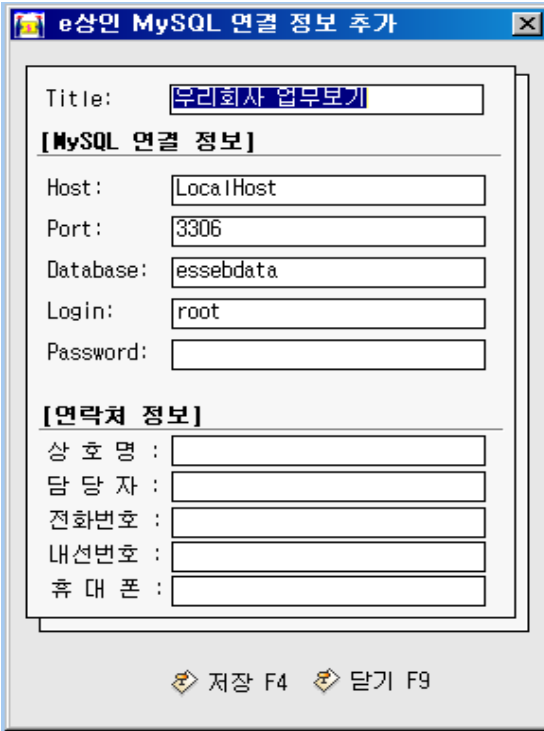 e상인 MySQL 연결 정보 추가
Title: 우리회사 업무보기
[MySQL 연결 정보]
Host: LocalHost
Port: 3306
Database: essebdata
Login: root
Password:
[연락처 정보]
상 호 명 :
담 당 자 :
전화번호 :
내선번호 :
휴 대 폰 :
저장 F4 닫기 F9